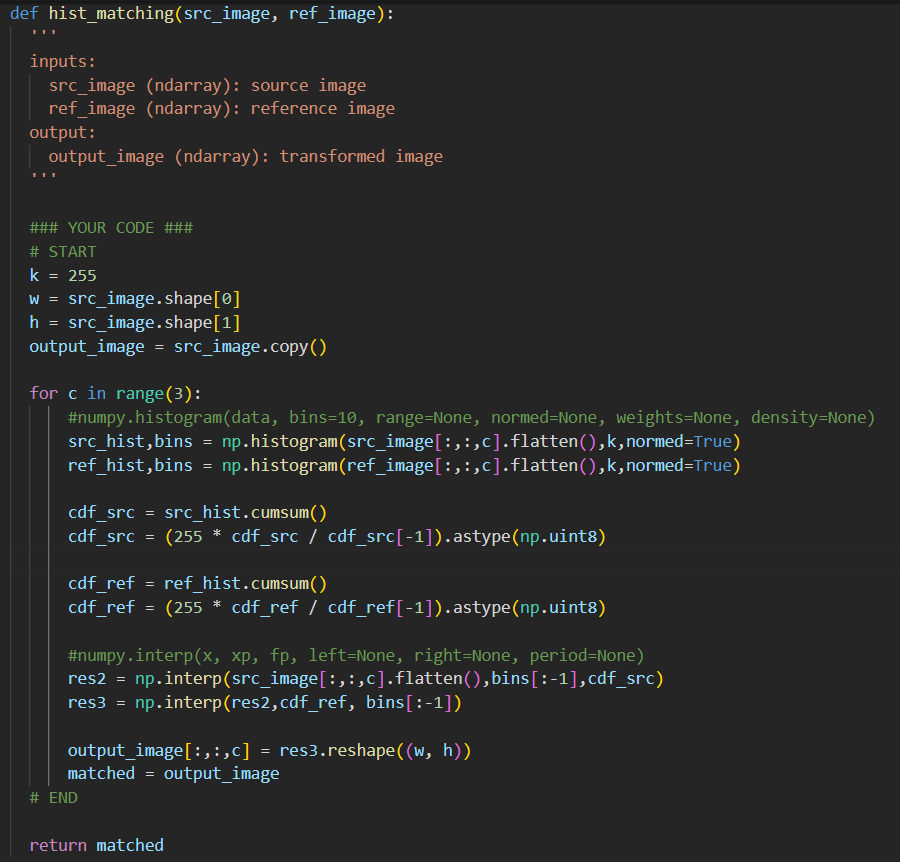 def hist_matching(src_image, ref_image):
  '''
  inputs:
    src_image (ndarray): source image
    ref_image (ndarray): reference image
  output:
    output_image (ndarray): transformed image
  '''
  ### YOUR CODE ###
  # START
  k = 255
  w = src_image.shape[0]
  h = src_image.shape[1]
  output_image = src_image.copy()
  for c in range(3):
      #numpy.histogram(data, bins=10, range=None, normed=None, weights=None, density=None)
      src_hist,bins = np.histogram(src_image[:,:,c].flatten(),k,normed=True)
      ref_hist,bins = np.histogram(ref_image[:,:,c].flatten(),k,normed=True)
      cdf_src = src_hist.cumsum()
      cdf_src = (255 * cdf_src / cdf_src[-1]).astype(np.uint8)
      cdf_ref = ref_hist.cumsum()
      cdf_ref = (255 * cdf_ref / cdf_ref[-1]).astype(np.uint8)
      #numpy.interp(x, xp, fp, left=None, right=None, period=None)
      res2 = np.interp(src_image[:,:,c].flatten(),bins[:-1],cdf_src)
      res3 = np.interp(res2,cdf_ref, bins[:-1])
      output_image[:,:,c] = res3.reshape((w, h))
      matched = output_image
  # END
  return matched